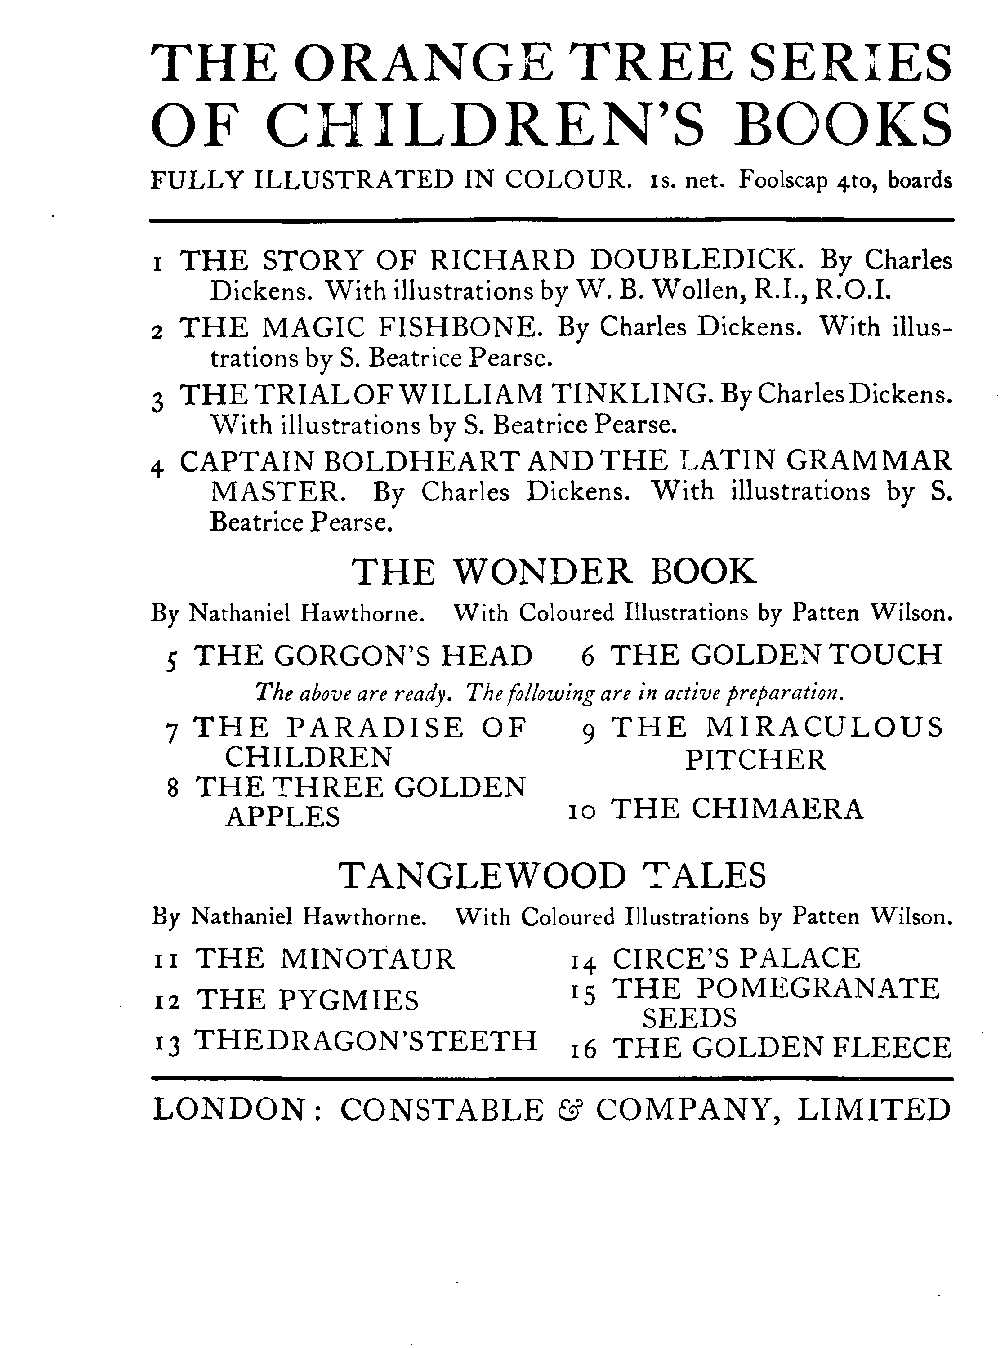 THE ORANGE TREE SERIES
OF CHILDREN'S BOOKS
FULLY ILLUSTRATED IN COLOUR. 1s. net. Foolscap 4to, boards
1 THE STORY OF RICHARD DOUBLEDICK. By Charles
Dickens. With illustrations by W. B. Wollen, R.I., R.O.I.
2 THE MAGIC FISHBONE. By Charles Dickens. With illus-
trations by S. Beatrice Pearse.
3 THE TRIAL OF WILLIAM TINKLING. By Charles Dickens.
With illustrations by S. Beatrice Pearse.
4 CAPTAIN BOLDHEART AND THE LATIN GRAMMAR
MASTER. By Charles Dickens. With illustrations by S.
Beatrice Pearse.
THE WONDER BOOK
By Nathaniel Hawthorne. With Coloured Illustrations by Patten Wilson.
5 THE GORGON'S HEAD 6 THE GOLDEN TOUCH
The above are ready. The following are in active preparation.
7 THE PARADISE OF
CHILDREN
8 THE THREE GOLDEN
APPLES
9 THE MIRACULOUS
PITCHER
10 THE CHIMAERA
TANGLEWOOD TALES
By Nathaniel Hawthorne. With Coloured Illustrations by Patten Wilson.
11 THE MINOTAUR
12 THE PYGMIES
13 THE DRAGON'S TEETH
14 CIRCE'S PALACE
15 THE POMEGRANATE
SEEDS
16 THE GOLDEN FLEECE
LONDON: CONSTABLE & COMPANY, LIMITED